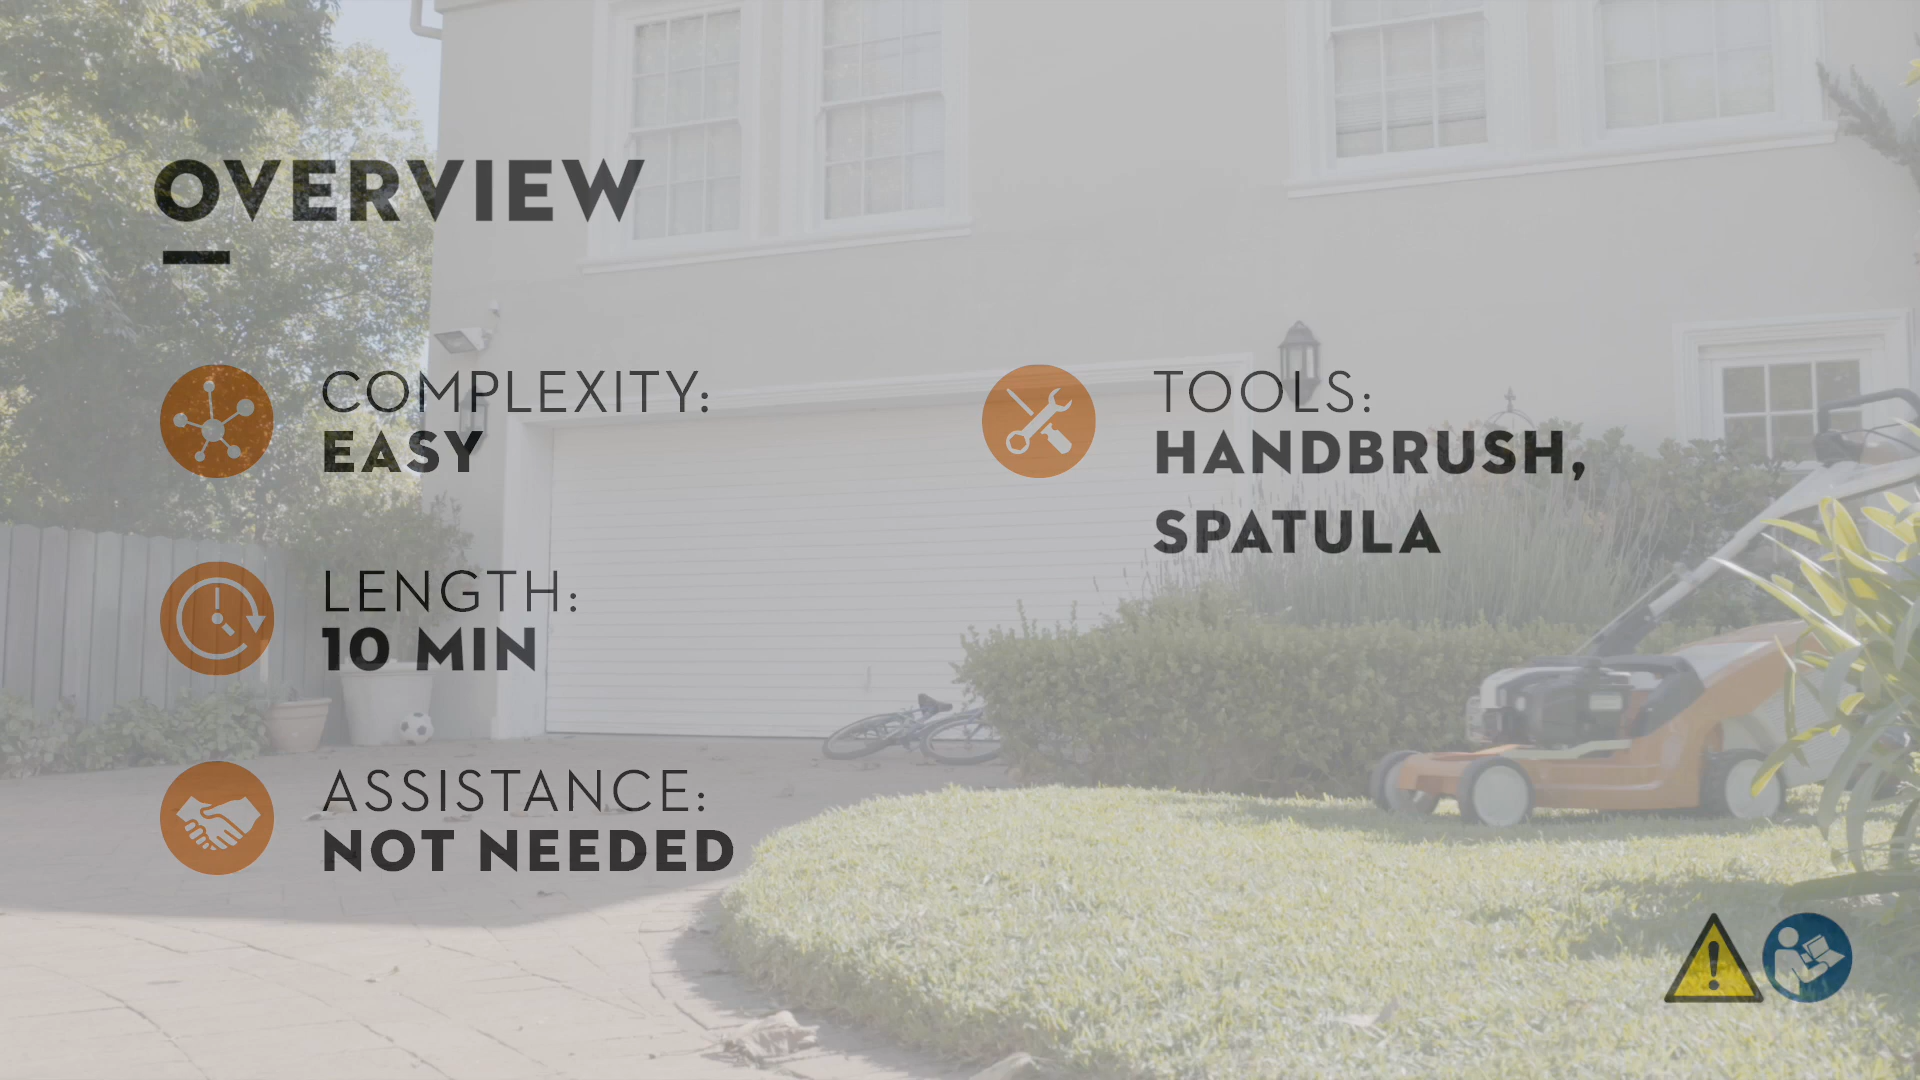 OVERVIEW
COMPLEXITY:
EASY
LENGTH:
10 MIN
ASSISTANCE:
NOT NEEDED
TOOLS:
HANDBRUSH,
SPATULA